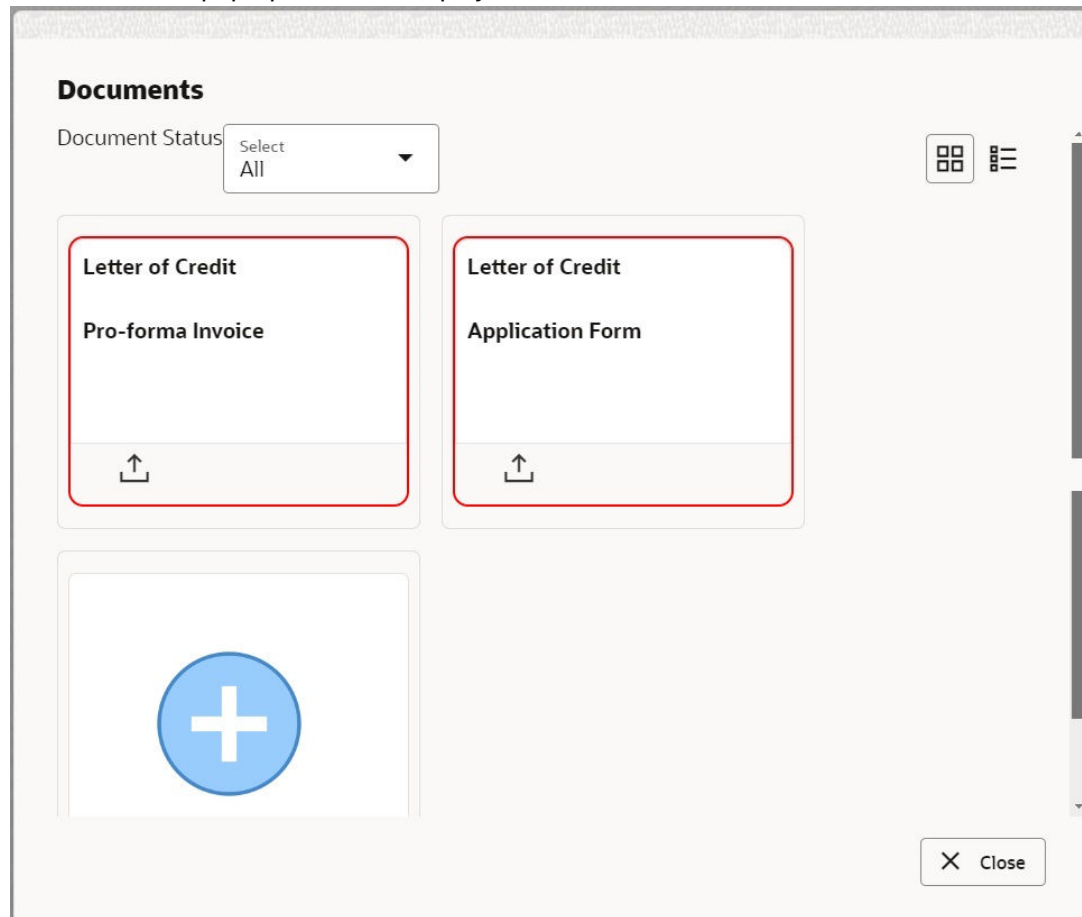 Documents
Document Status
Select
All
Letter of Credit
Pro-forma Invoice
Letter of Credit
Application Form
Close